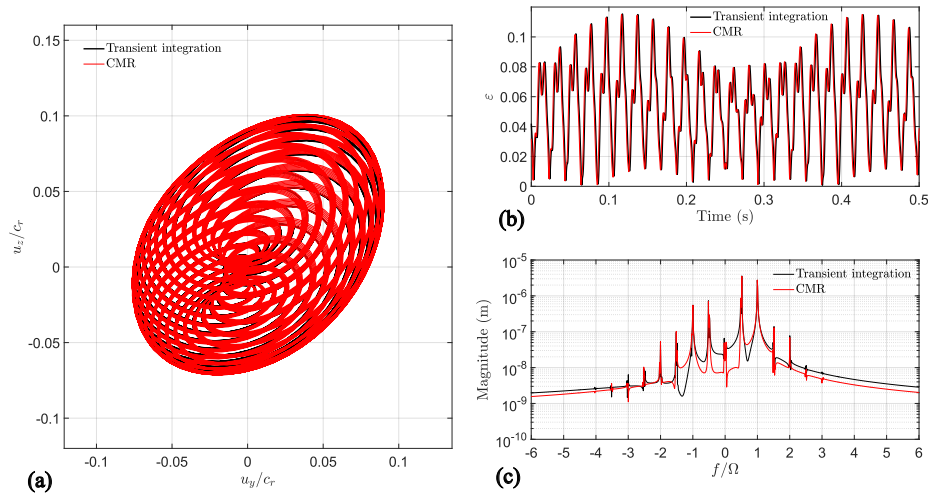 0.15
0.1
0.05
0
-0.05
-0.1
u_z/c_r
-0.1
-0.05
0
0.05
0.1
u_y/c_r
Transient integration
CMR
(a)
0.1
0.08
0.06
0.04
0.02
0
ε
0
0.1
0.2
0.3
0.4
0.5
Time (s)
Transient integration
CMR
(b)
10^-5
10^-6
10^-7
10^-8
10^-9
10^-10
Magnitude (m)
-6 -5 -4 -3 -2 -1 0 1 2 3 4 5 6
f/Ω
Transient integration
CMR
(c)